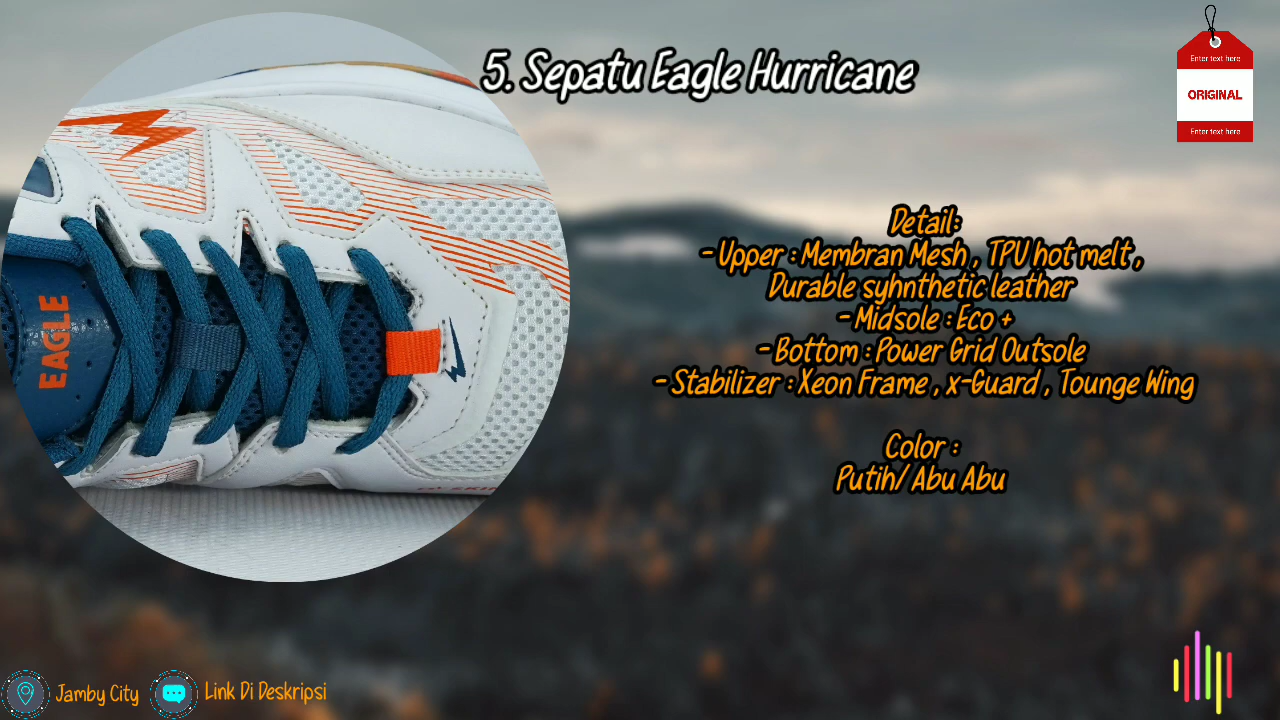 5. Sepatu Eagle Hurricane
Enter text here
ORIGINAL
Enter text here
EAGLE
Detail:
- Upper : Membran Mesh , TPU hot melt ,
Durable syhnthetic leather
- Midsole : Eco +
- Bottom : Power Grid Outsole
- Stabilizer : Xeon Frame , x-Guard , Tounge Wing
Color :
Putih/ Abu Abu
Jamby City
Link Di Deskripsi